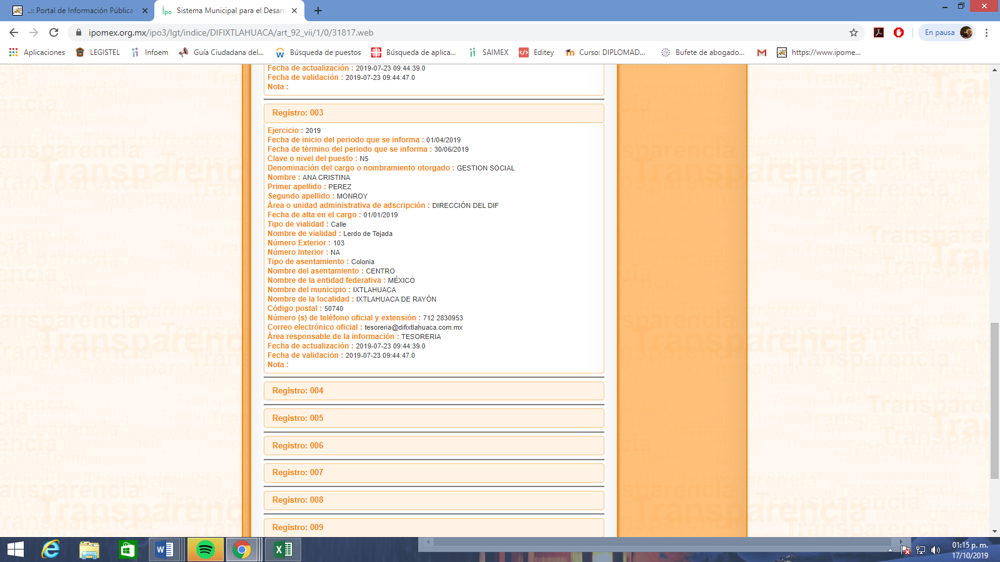 ..:: Portal de Información Pública
Sistema Municipal para el Desarr
ipomex.org.mx/ipo3/lgt/indice/DIFIXTLAHUACA/art_92_vii/1/0/31817.web
En pausa
Aplicaciones
LEGISTEL
Infoem
Guía Ciudadana del...
Búsqueda de puestos
Búsqueda de aplica...
SAIMEX
Editey
Curso: DIPLOMAD...
Bufete de abogado...
https://www.ipome...
Fecha de actualización : 2019-07-23 09:44:39.0
Fecha de validación : 2019-07-23 09:44:47.0
Nota :
Registro: 003
Ejercicio : 2019
Fecha de inicio del periodo que se informa : 01/04/2019
Fecha de término del periodo que se informa : 30/06/2019
Clave o nivel del puesto : N5
Denominación del cargo o nombramiento otorgado : GESTION SOCIAL
Nombre : ANA CRISTINA
Primer apellido : PEREZ
Segundo apellido : MONROY
Área o unidad administrativa de adscripción : DIRECCIÓN DEL DIF
Fecha de alta en el cargo : 01/01/2019
Tipo de vialidad : Calle
Nombre de vialidad : Lerdo de Tejada
Número Exterior : 103
Número Interior : NA
Tipo de asentamiento : Colonia
Nombre del asentamiento : CENTRO
Nombre de la entidad federativa : MÉXICO
Nombre del municipio : IXTLAHUACA
Nombre de la localidad : IXTLAHUACA DE RAYÓN
Código postal : 50740
Número (s) de teléfono oficial y extensión : 712 2830953
Correo electrónico oficial : tesoreria@difixtlahuaca.com.mx
Área responsable de la información : TESORERIA
Fecha de actualización : 2019-07-23 09:44:39.0
Fecha de validación : 2019-07-23 09:44:47.0
Nota :
Registro: 004
Registro: 005
Registro: 006
Registro: 007
Registro: 008
Registro: 009
01:15 p. m.
17/10/2019